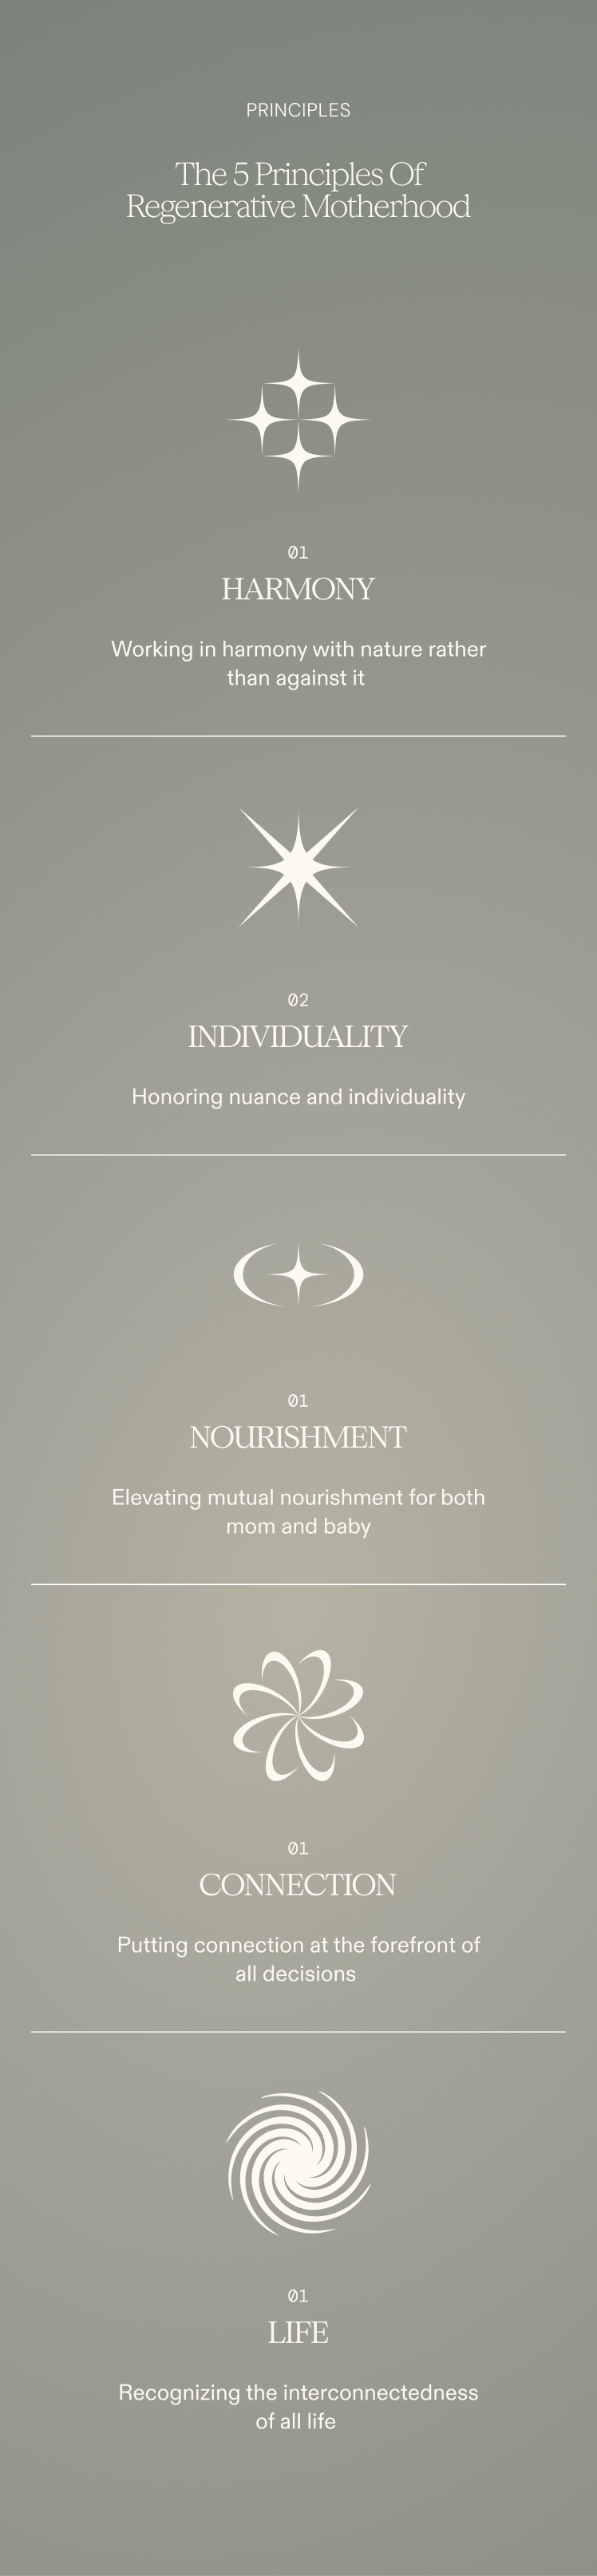 PRINCIPLES
The 5 Principles Of
Regenerative Motherhood
01
HARMONY
Working in harmony with nature rather
than against it
02
INDIVIDUALITY
Honoring nuance and individuality
01
NOURISHMENT
Elevating mutual nourishment for both
mom and baby
01
CONNECTION
Putting connection at the forefront of
all decisions
01
LIFE
Recognizing the interconnectedness
of all life